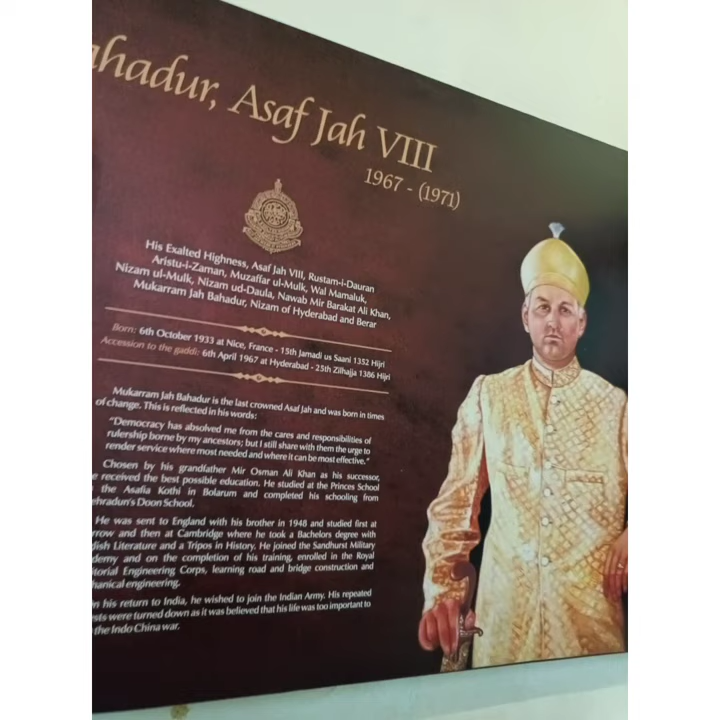 ahadur, Asaf Jah VIII
1967 - (1971)
His Exalted Highness, Asaf Jah VIII, Rustam-i-Dauran
Aristu-i-Zaman, Muzaffar ul-Mulk, Wal Mamaluk,
Nizam ul-Mulk, Nizam ud-Daula, Nawab Mir Barakat Ali Khan,
Mukarram Jah Bahadur, Nizam of Hyderabad and Berar
Born: 6th October 1933 at Nice, France - 15th Jamadi us Saani 1352 Hijri
Accession to the gaddi: 6th April 1967 at Hyderabad - 25th Zilhajja 1386 Hijri
Mukarram Jah Bahadur is the last crowned Asaf Jah and was born in times
of change. This is reflected in his words:
"Democracy has absolved me from the cares and responsibilities of
rulership borne by my ancestors; but I still share with them the urge to
render service where most needed and where it can be most effective."
Chosen by his grandfather Mir Osman Ali Khan as his successor,
e received the best possible education. He studied at the Princes School
the Asafia Kothi in Bolarum and completed his schooling from
ehradun's Doon School.
He was sent to England with his brother in 1948 and studied first at
rrow and then at Cambridge where he took a Bachelors degree with
lish Literature and a Tripos in History. He joined the Sandhurst Military
demy and on the completion of his training, enrolled in the Royal
torial Engineering Corps, learning road and bridge construction and
hanical engineering.
n his return to India, he wished to join the Indian Army. His repeated
sts were turned down as it was believed that his life was too important to
the Indo China war.